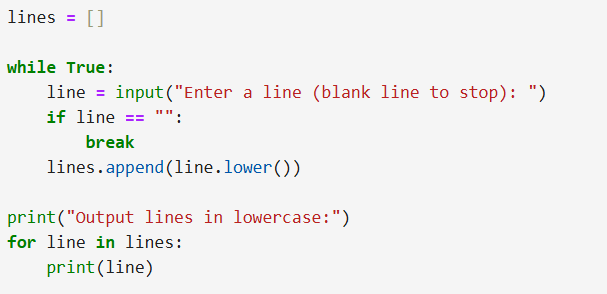 lines = []

while True:
    line = input("Enter a line (blank line to stop): ")
    if line == "":
        break
    lines.append(line.lower())

print("Output lines in lowercase:")
for line in lines:
    print(line)